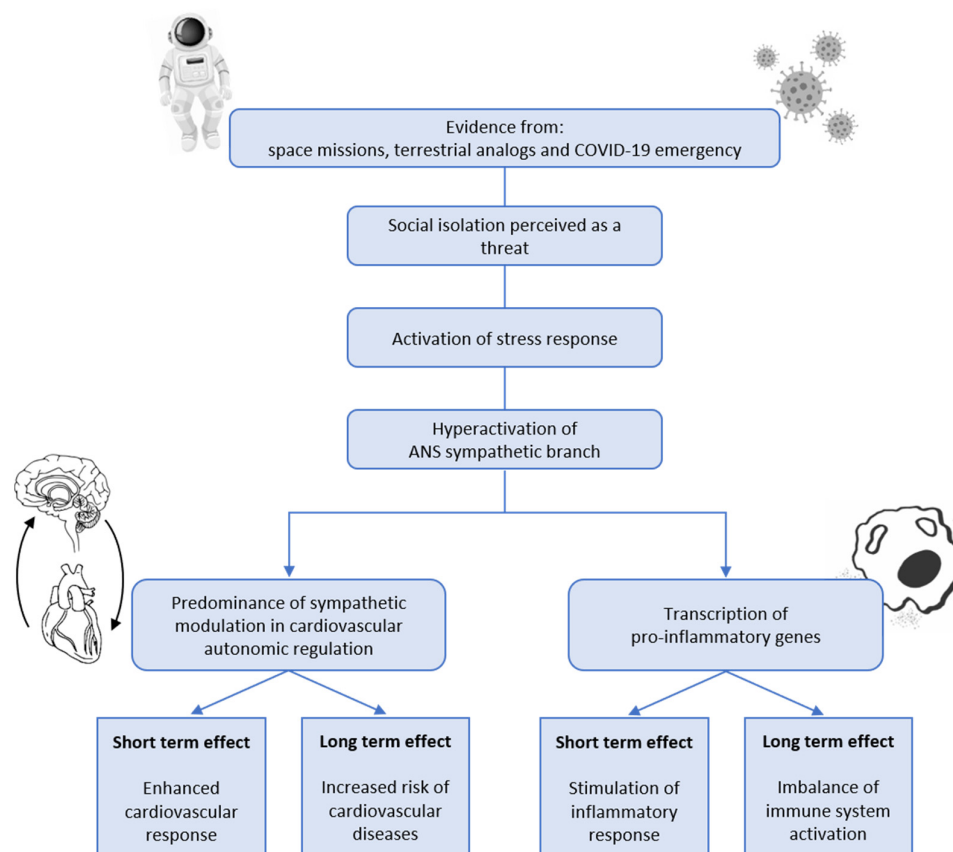 Evidence from:
space missions, terrestrial analogs and COVID-19 emergency
Social isolation perceived as a
threat
Activation of stress response
Hyperactivation of
ANS sympathetic branch
Predominance of sympathetic
modulation in cardiovascular
autonomic regulation
Transcription of
pro-inflammatory genes
Short term effect
Enhanced
cardiovascular
response
Long term effect
Increased risk of
cardiovascular
diseases
Short term effect
Stimulation of
inflammatory
response
Long term effect
Imbalance of
immune system
activation